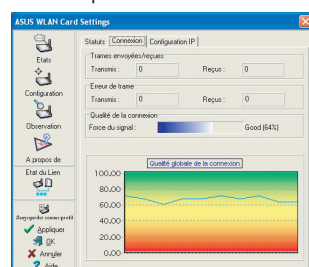 ASUS WLAN Card Settings
Etats
Configuration
Observation
A propos de
Etat du Lien
Sauvegarder comme profil
Appliquer
OK
Annuler
Aide
Statuts Connexion Configuration IP
Trames envoyées/reçues
Transmis : 0 Reçus : 0
Erreur de trame
Transmis : 0 Reçus : 0
Qualité de la connexion
Force du signal : Good (64%)
Qualité globale de la connexion
100.00
80.00
60.00
40.00
20.00
0.00